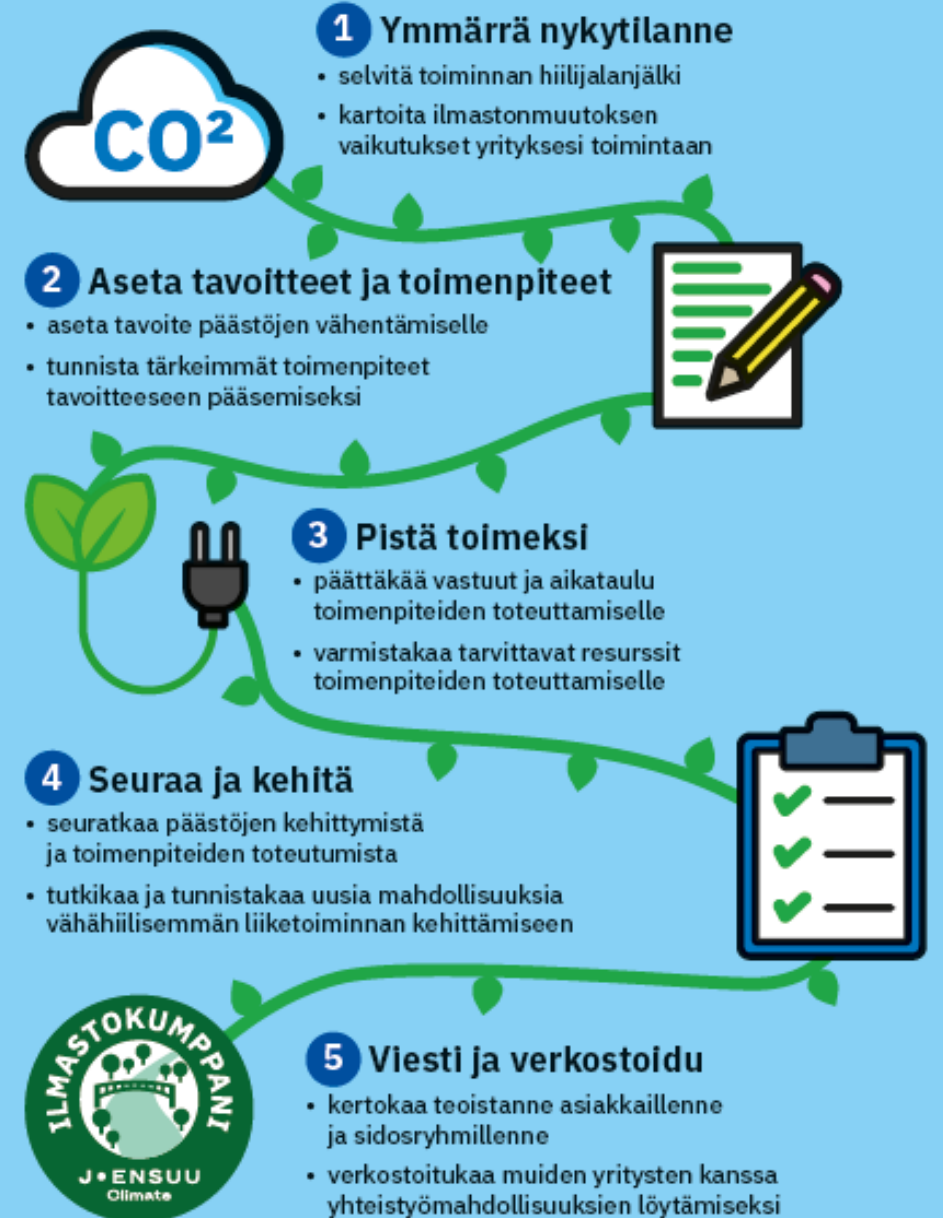 CO²
1 Ymmärrä nykytilanne
• selvitä toiminnan hiilijalanjälki
• kartoita ilmastonmuutoksen
vaikutukset yrityksesi toimintaan
2 Aseta tavoitteet ja toimenpiteet
• aseta tavoite päästöjen vähentämiselle
• tunnista tärkeimmät toimenpiteet
tavoitteeseen pääsemiseksi
3 Pistä toimeksi
• päättäkää vastuut ja aikataulu
toimenpiteiden toteuttamiselle
• varmistakaa tarvittavat resurssit
toimenpiteiden toteuttamiselle
4 Seuraa ja kehitä
• seuratkaa päästöjen kehittymistä
ja toimenpiteiden toteutumista
• tutkikaa ja tunnistakaa uusia mahdollisuuksia
vähähiilisemmän liiketoiminnan kehittämiseen
ILMASTOKUMPPANI
J•ENSUU
Climate
5 Viesti ja verkostoidu
• kertokaa teoistanne asiakkaillenne
ja sidosryhmillenne
• verkostoitukaa muiden yritysten kanssa
yhteistyömahdollisuuksien löytämiseksi